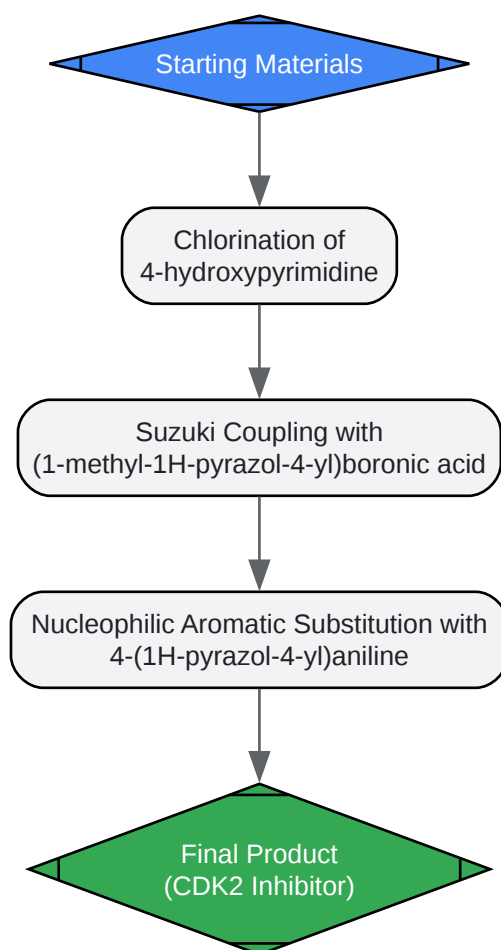 Starting Materials
Chlorination of
4-hydroxypyrimidine
Suzuki Coupling with
(1-methyl-1H-pyrazol-4-yl)boronic acid
Nucleophilic Aromatic Substitution with
4-(1H-pyrazol-4-yl)aniline
Final Product
(CDK2 Inhibitor)